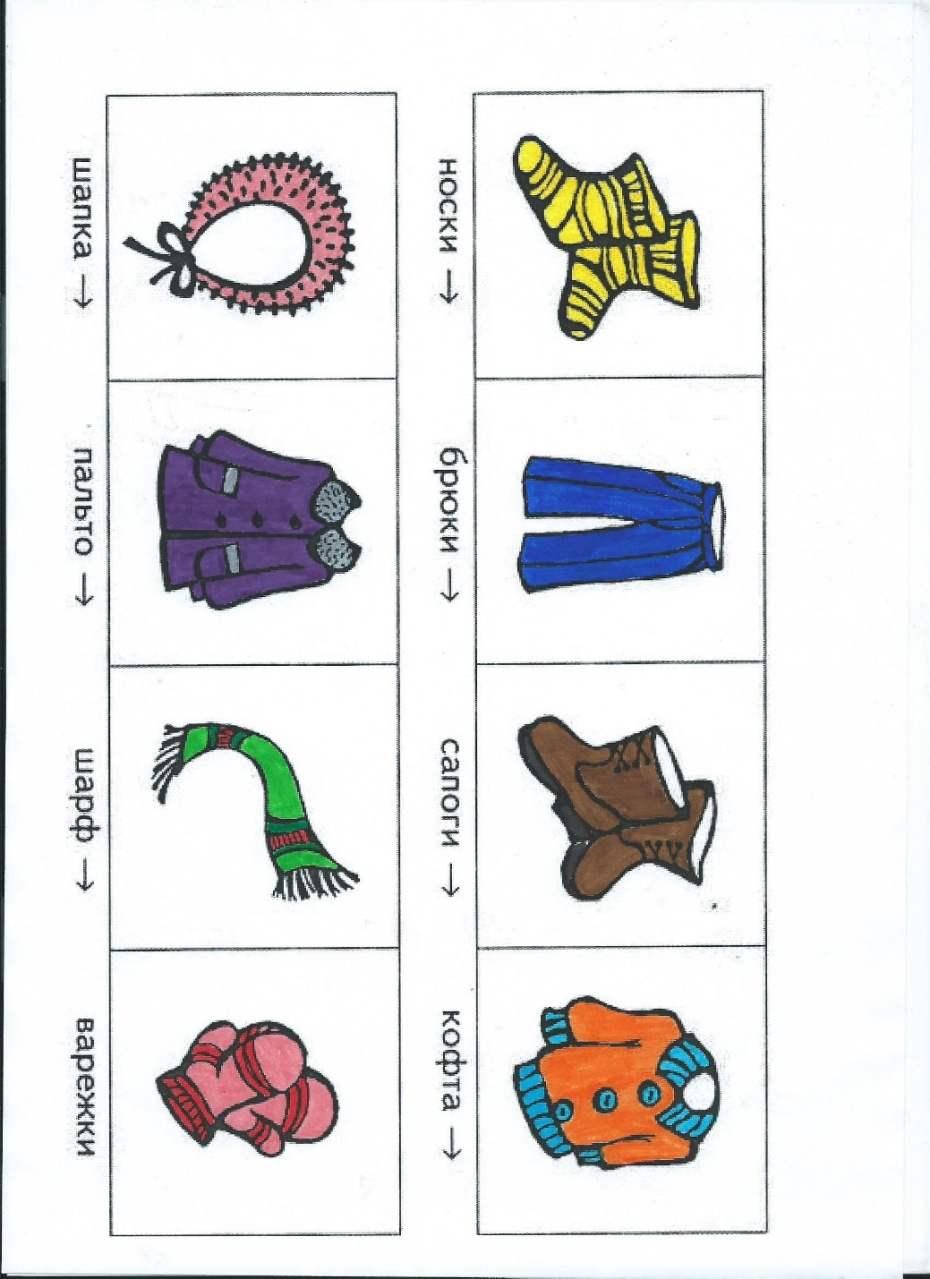 носки → брюки → сапоги → кофта →
шапка → пальто → шарф → варежки